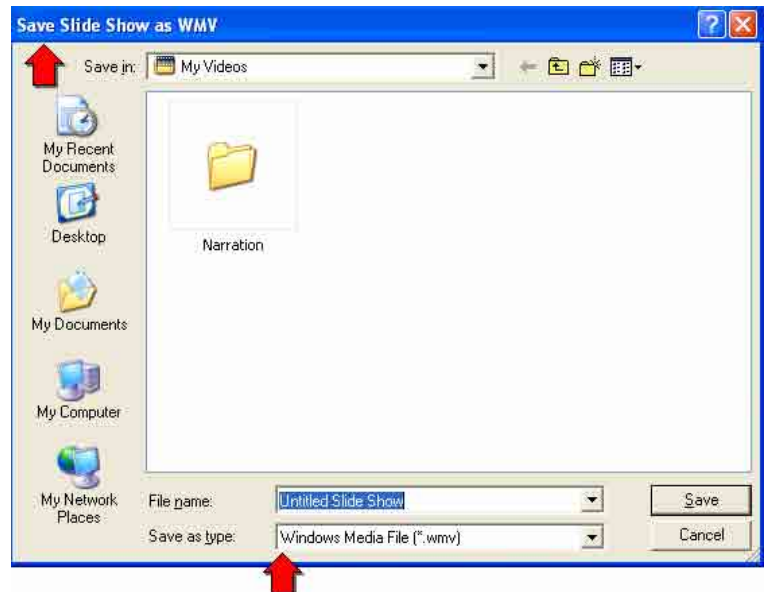 Save Slide Show as WMV
Save in:
My Videos
My Recent
Documents
Desktop
My Documents
My Computer
My Network
Places
Narration
File name:
Untitled Slide Show
Save
Save as type:
Windows Media File (*.wmv)
Cancel